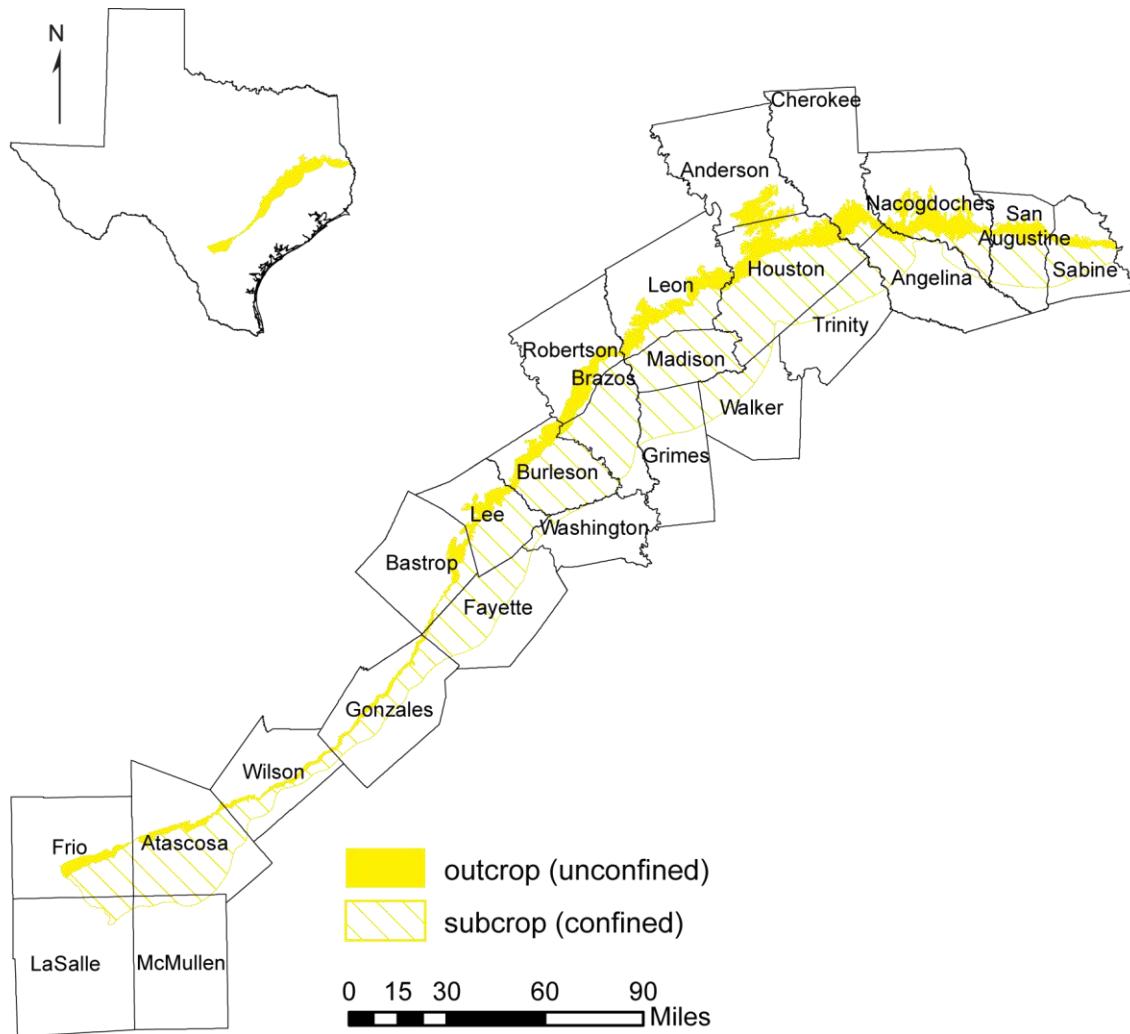 N
Cherokee
Anderson
Nacogdoches
San
Augustine
Sabine
Houston
Angelina
Leon
Trinity
Robertson
Madison
Brazos
Walker
Grimes
Burleson
Lee
Washington
Bastrop
Fayette
Gonzales
Wilson
Frio
Atascosa
outcrop (unconfined)
subcrop (confined)
LaSalle
McMullen
0 15 30 60 90
Miles